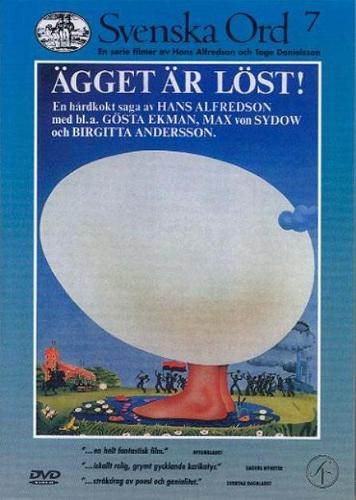 Svenska Ord 7
En serie filmer av Hans Alfredson och Tage Danielsson
ÄGGET ÄR LÖST!
En hårdkokt saga av HANS ALFREDSON
med bl.a. GÖSTA EKMAN, MAX von SYDOW
och BIRGITTA ANDERSSON.
"....en helt fantastisk film." AFTONBLADET
"....iskallt rolig, grymt gycklande karikatyr." DAGENS NYHETER
"....stråkdrag av poesi och genialitet." SVENSKA DAGBLADET
DVD